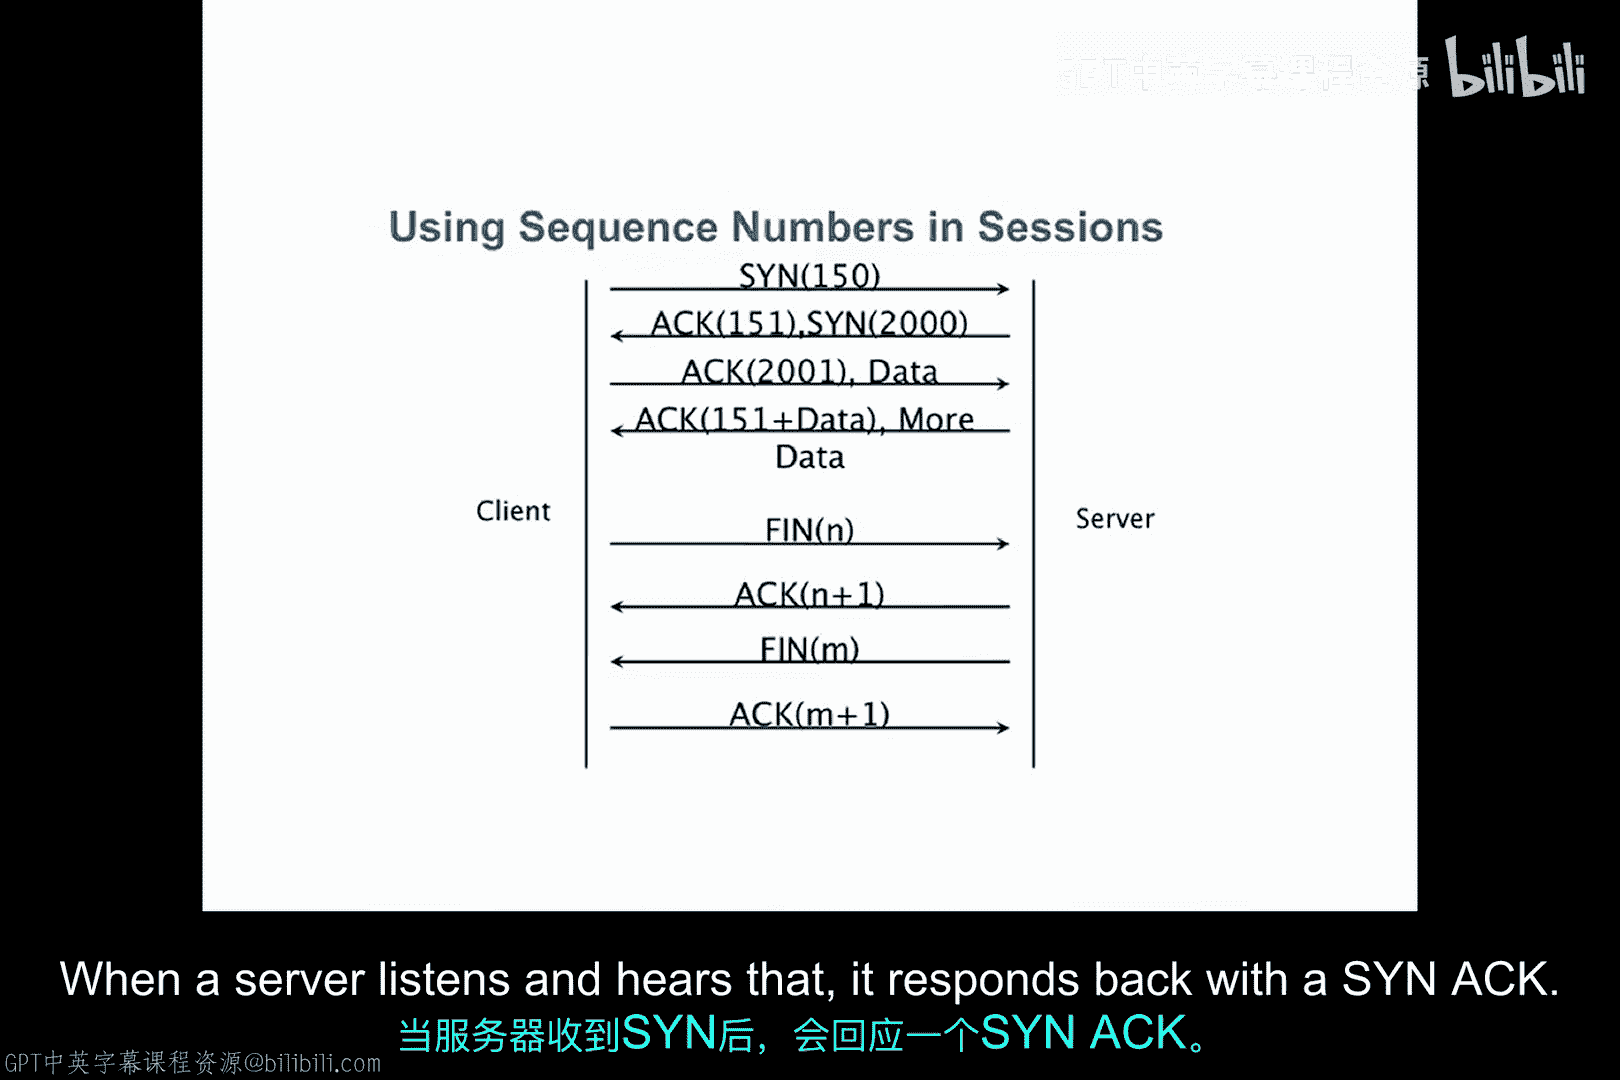 bilibili
Using Sequence Numbers in Sessions
SYN(150)
ACK(151),SYN(2000)
ACK(2001), Data
ACK(151+Data), More
Data
Client
Server
FIN(n)
ACK(n+1)
FIN(m)
ACK(m+1)
When a server listens and hears that, it responds back with a SYN ACK.
当服务器收到SYN后，会回应一个SYN ACK。
GPT中英字幕课程资源@bilibili.com